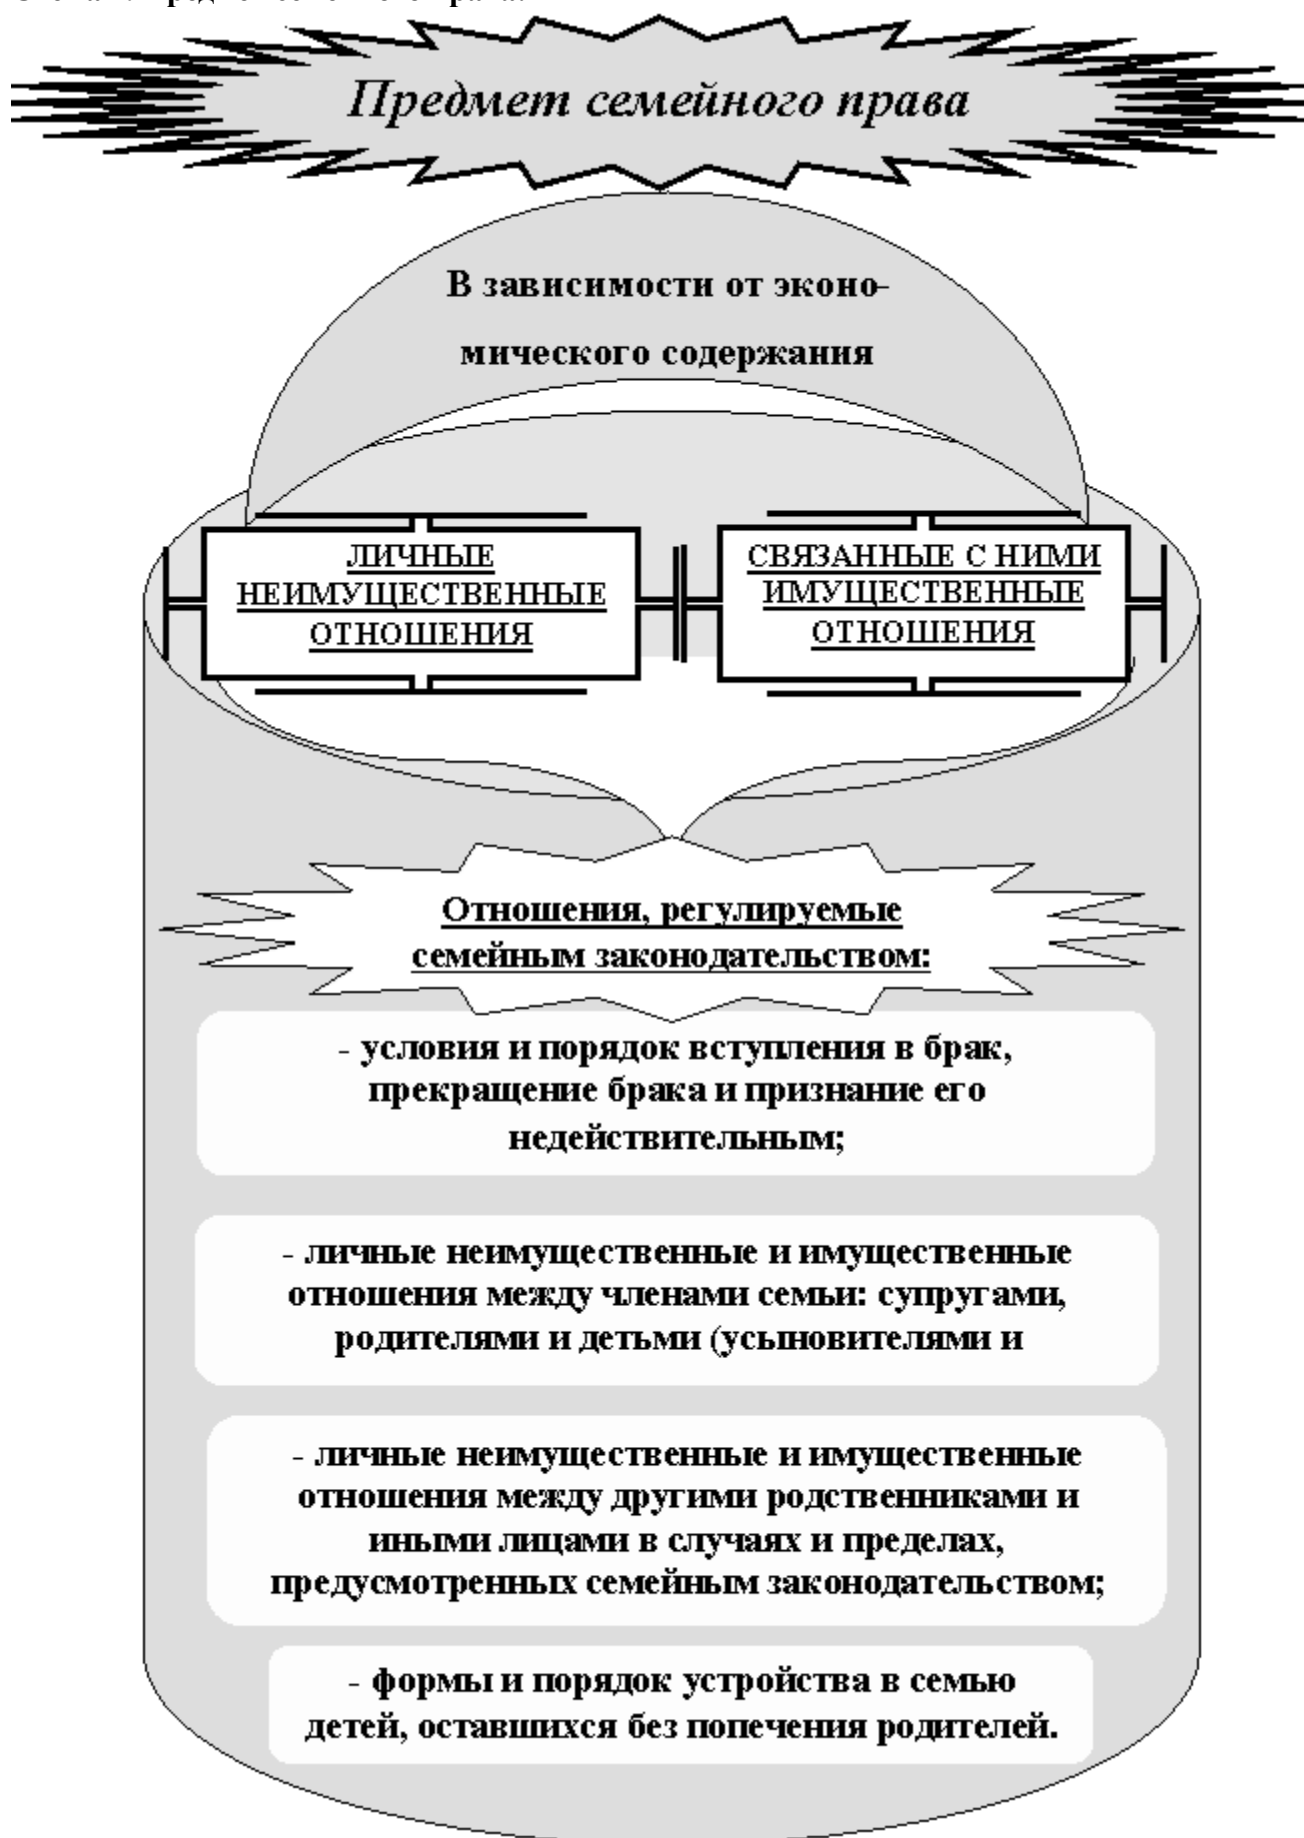 Предмет семейного права
В зависимости от эконо-
мического содержания
ЛИЧНЫЕ
НЕИМУЩЕСТВЕННЫЕ
ОТНОШЕНИЯ
СВЯЗАННЫЕ С НИМИ
ИМУЩЕСТВЕННЫЕ
ОТНОШЕНИЯ
Отношения, регулируемые
семейным законодательством:
- условия и порядок вступления в брак,
прекращение брака и признание его
недействительным;
- личные неимущественные и имущественные
отношения между членами семьи: супругами,
родителями и детьми (усыновителями и
- личные неимущественные и имущественные
отношения между другими родственниками и
иными лицами в случаях и пределах,
предусмотренных семейным законодательством;
- формы и порядок устройства в семью
детей, оставшихся без попечения родителей.